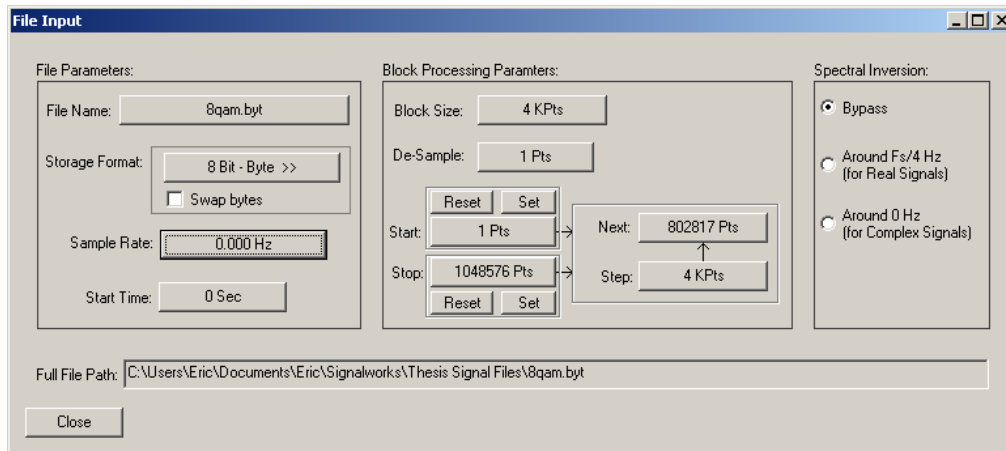 File Input
File Parameters:
File Name: 8qam.byt
Storage Format: 8 Bit - Byte >>
Swap bytes
Sample Rate: 0.000 Hz
Start Time: 0 Sec
Block Processing Paramters:
Block Size: 4 KPts
De-Sample: 1 Pts
Reset Set
Start: 1 Pts
Stop: 1048576 Pts
Reset Set
Next: 802817 Pts
Step: 4 KPts
Spectral Inversion:
Bypass
Around Fs/4 Hz
(for Real Signals)
Around 0 Hz
(for Complex Signals)
Full File Path: C:\Users\Eric\Documents\Eric\Signalworks\Thesis Signal Files\8qam.byt
Close